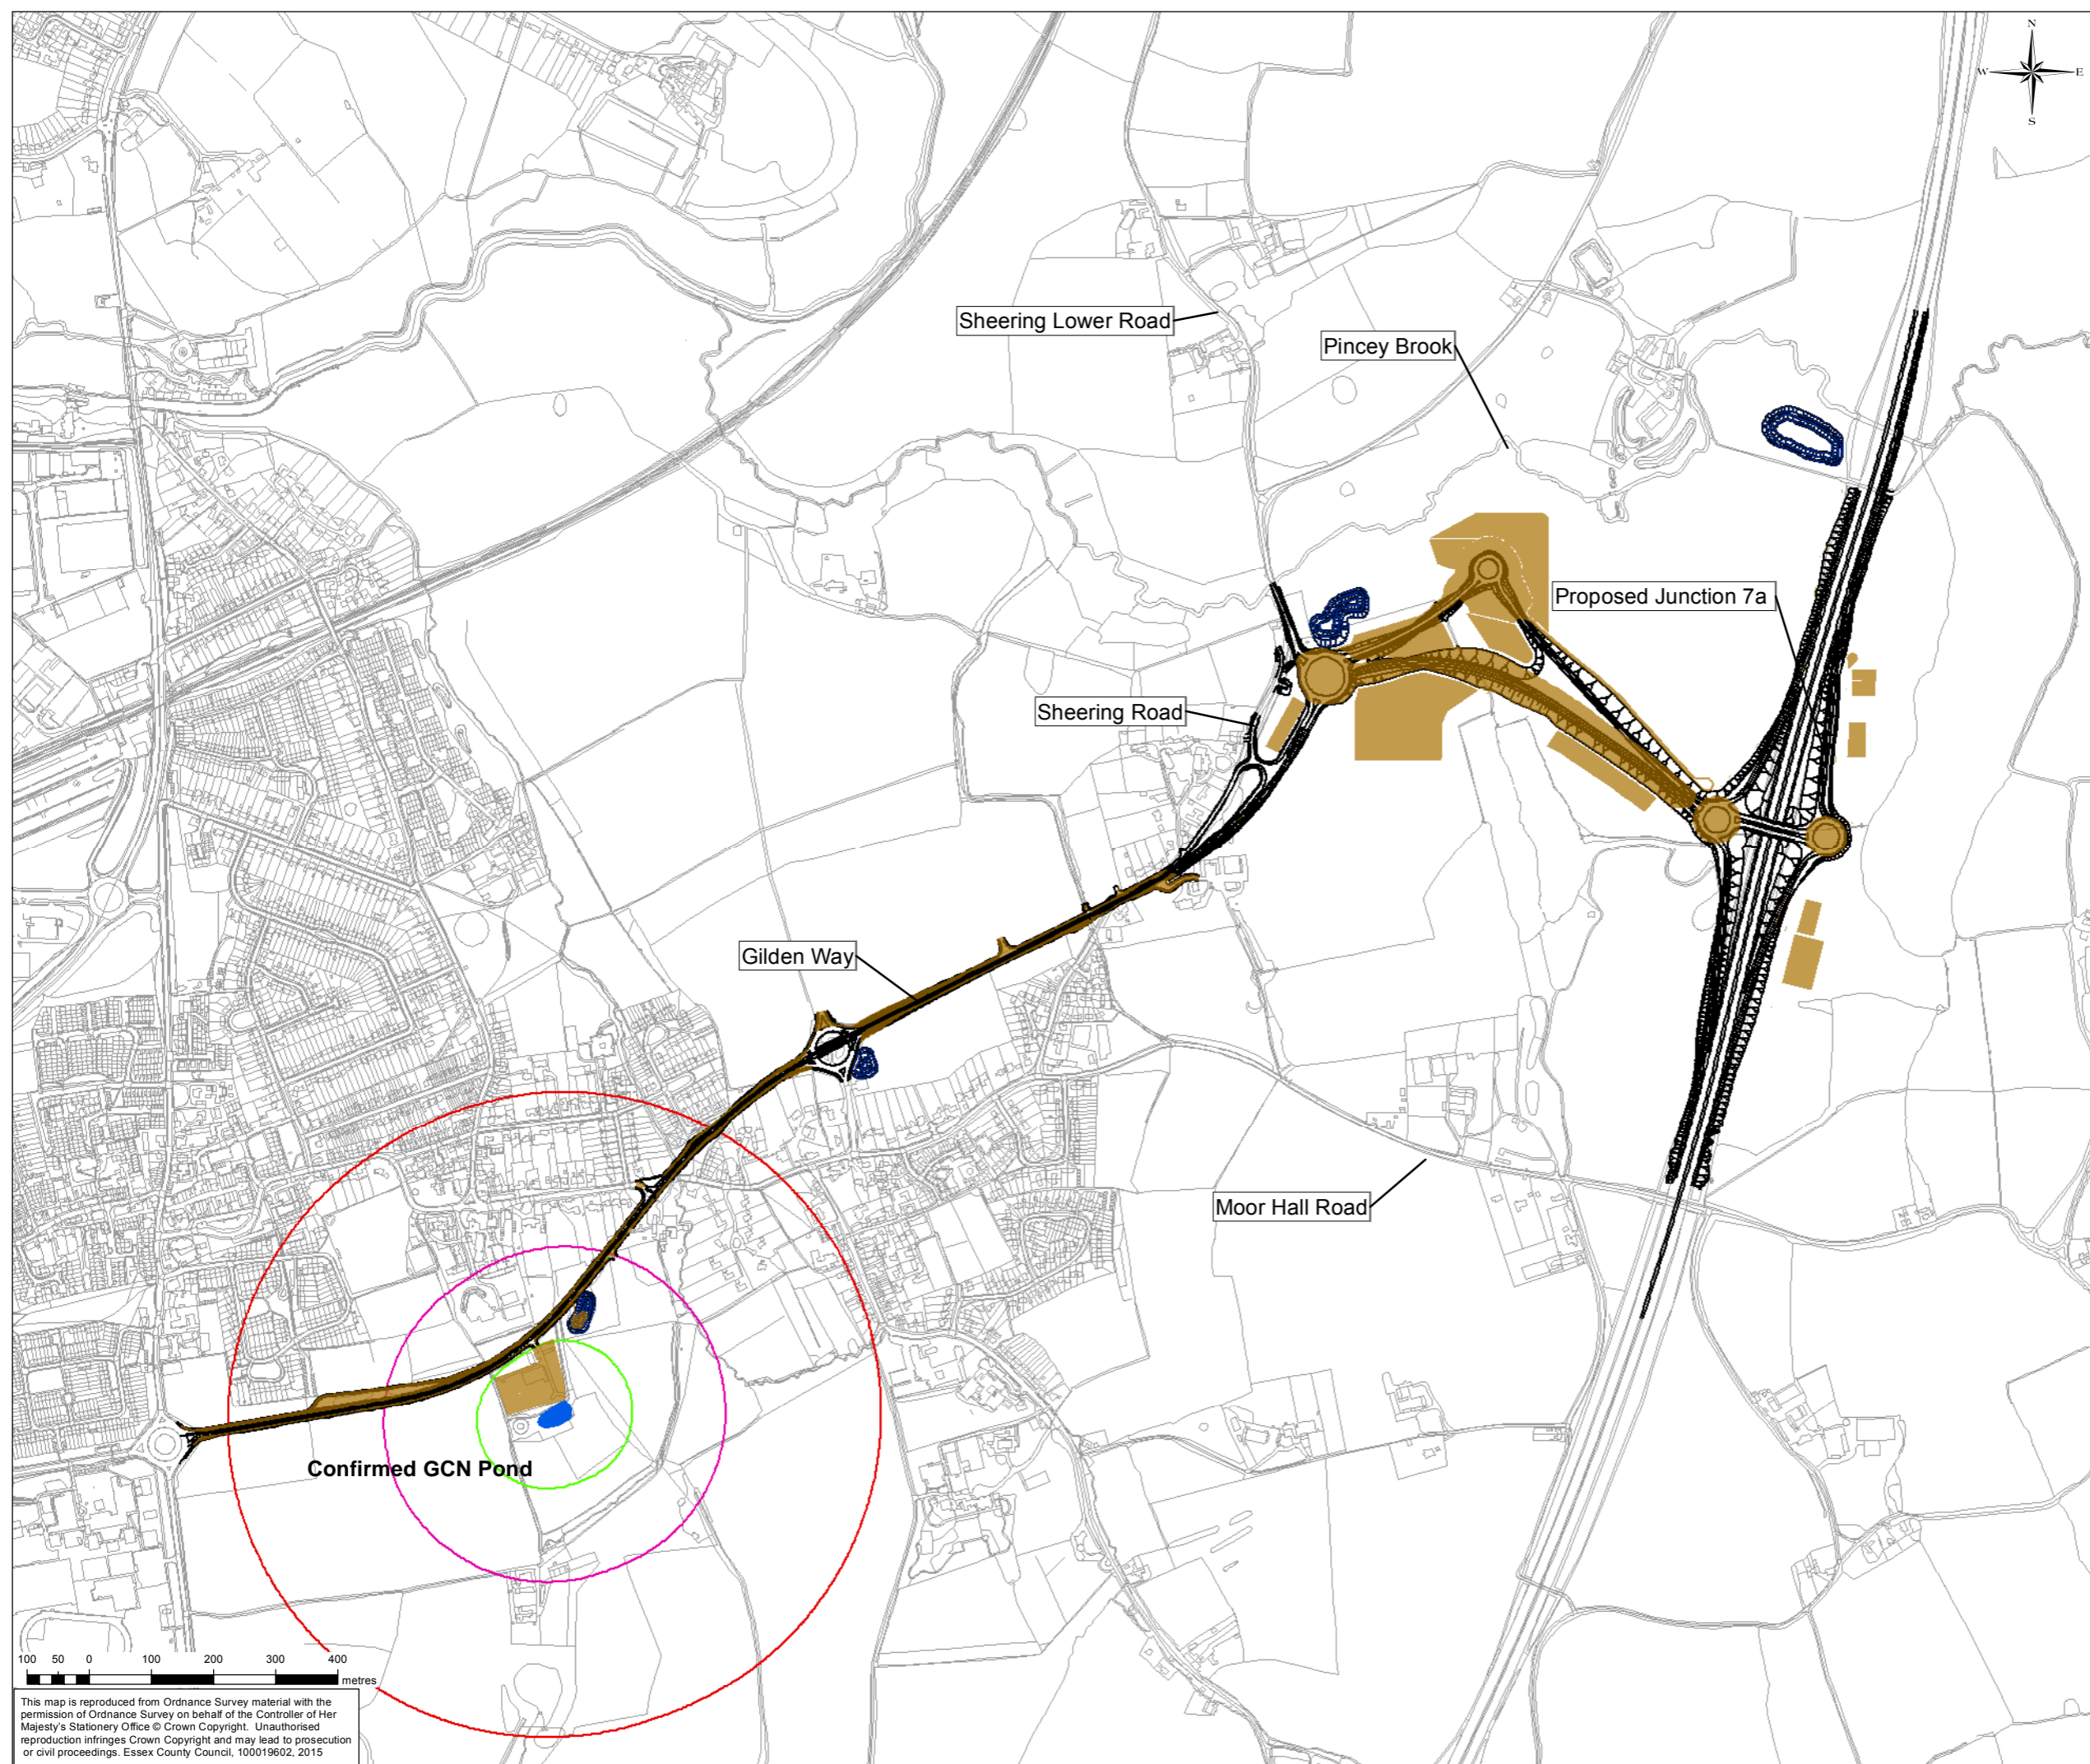 N
W E
S
Sheering Lower Road
Pincey Brook
Proposed Junction 7a
Sheering Road
Gilden Way
Moor Hall Road
Confirmed GCN Pond
100 50 0 100 200 300 400
metres
This map is reproduced from Ordnance Survey material with the
permission of Ordnance Survey on behalf of the Controller of Her
Majesty's Stationery Office © Crown Copyright. Unauthorised
reproduction infringes Crown Copyright and may lead to prosecution
or civil proceedings. Essex County Council, 100019602, 2015